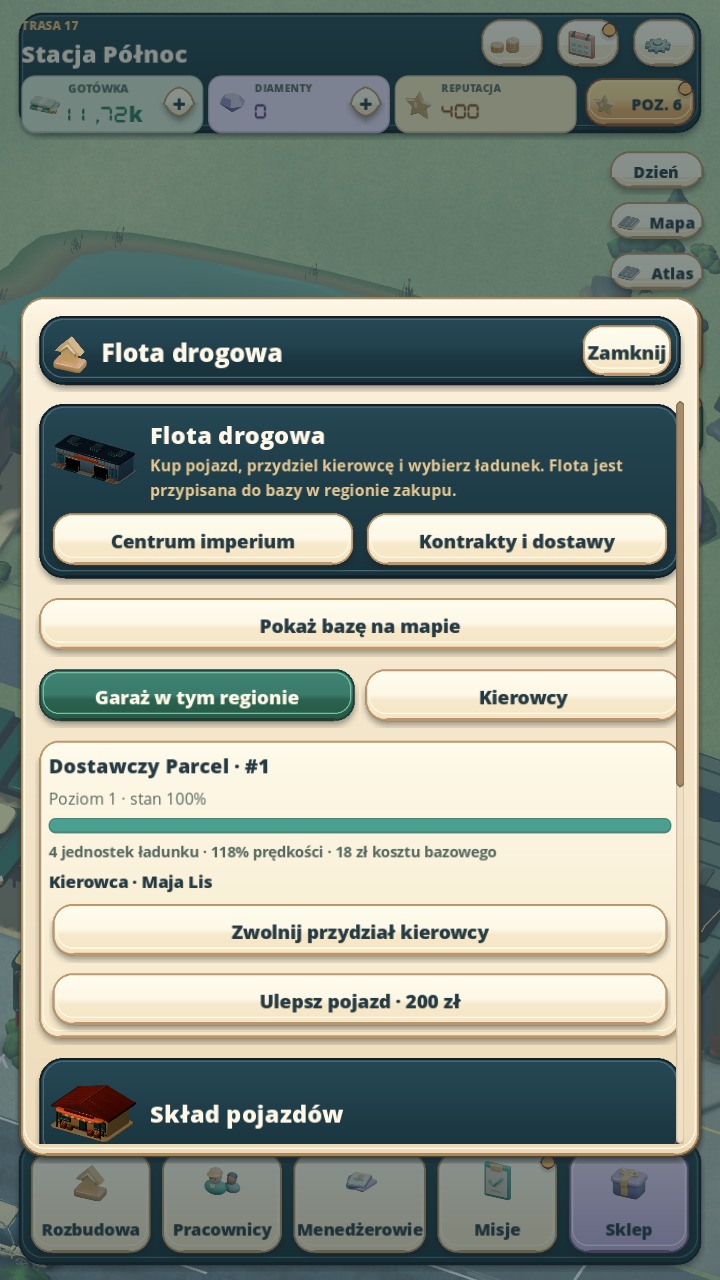 TRASA 17
Stacja Północ
GOTÓWKA
11,72k
DIAMENTY
0
REPUTACJA
400
POZ. 6
Dzień
Mapa
Atlas
Flota drogowa
Zamknij
Flota drogowa
Kup pojazd, przydziel kierowcę i wybierz ładunek. Flota jest
przypisana do bazy w regionie zakupu.
Centrum imperium
Kontrakty i dostawy
Pokaż bazę na mapie
Garaż w tym regionie
Kierowcy
Dostawczy Parcel · #1
Poziom 1 · stan 100%
4 jednostek ładunku · 118% prędkości · 18 zł kosztu bazowego
Kierowca · Maja Lis
Zwolnij przydział kierowcy
Ulepsz pojazd · 200 zł
Skład pojazdów
Rozbudowa
Pracownicy
Menedżerowie
Misje
Sklep